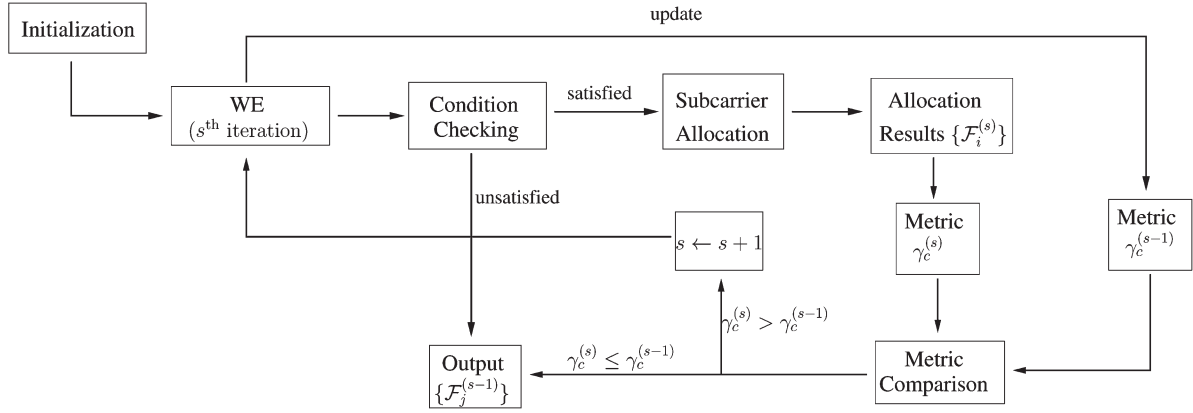 update
Initialization
WE
(s^th iteration)
Condition
Checking
satisfied
Subcarrier
Allocation
Allocation
Results {ℱ_i^(s)}
unsatisfied
s ← s + 1
Metric
γ_c^(s)
Metric
γ_c^(s−1)
γ_c^(s) > γ_c^(s−1)
γ_c^(s) ≤ γ_c^(s−1)
Output
{ℱ_j^(s−1)}
Metric
Comparison